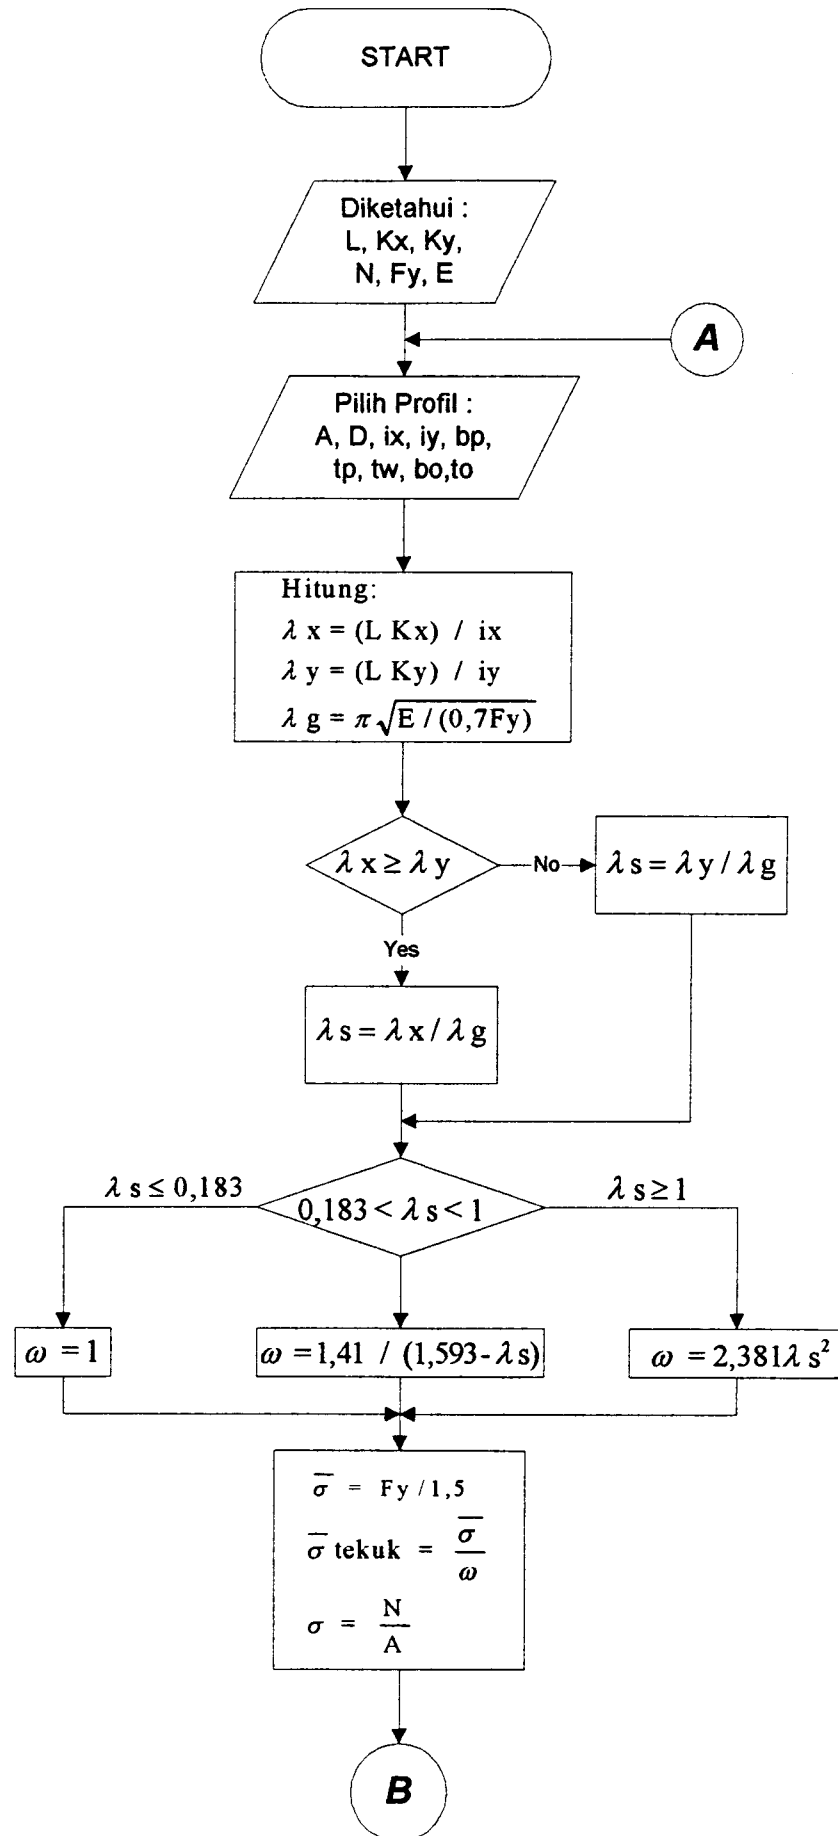 START
Diketahui :
L, Kx, Ky,
N, Fy, E
A
Pilih Profil :
A, D, ix, iy, bp,
tp, tw, bo,to
Hitung:
λ x = (L Kx) / ix
λ y = (L Ky) / iy
λ g = π √E / (0,7Fy)
λ x ≥ λ y
No
λ s = λ y / λ g
Yes
λ s = λ x / λ g
λ s ≤ 0,183
0,183 < λ s < 1
λ s ≥ 1
ω = 1
ω = 1,41 / (1,593 - λ s)
ω = 2,381λ s²
σ̅ = Fy / 1,5
σ̅ tekuk = σ̅ / ω
σ = N / A
B